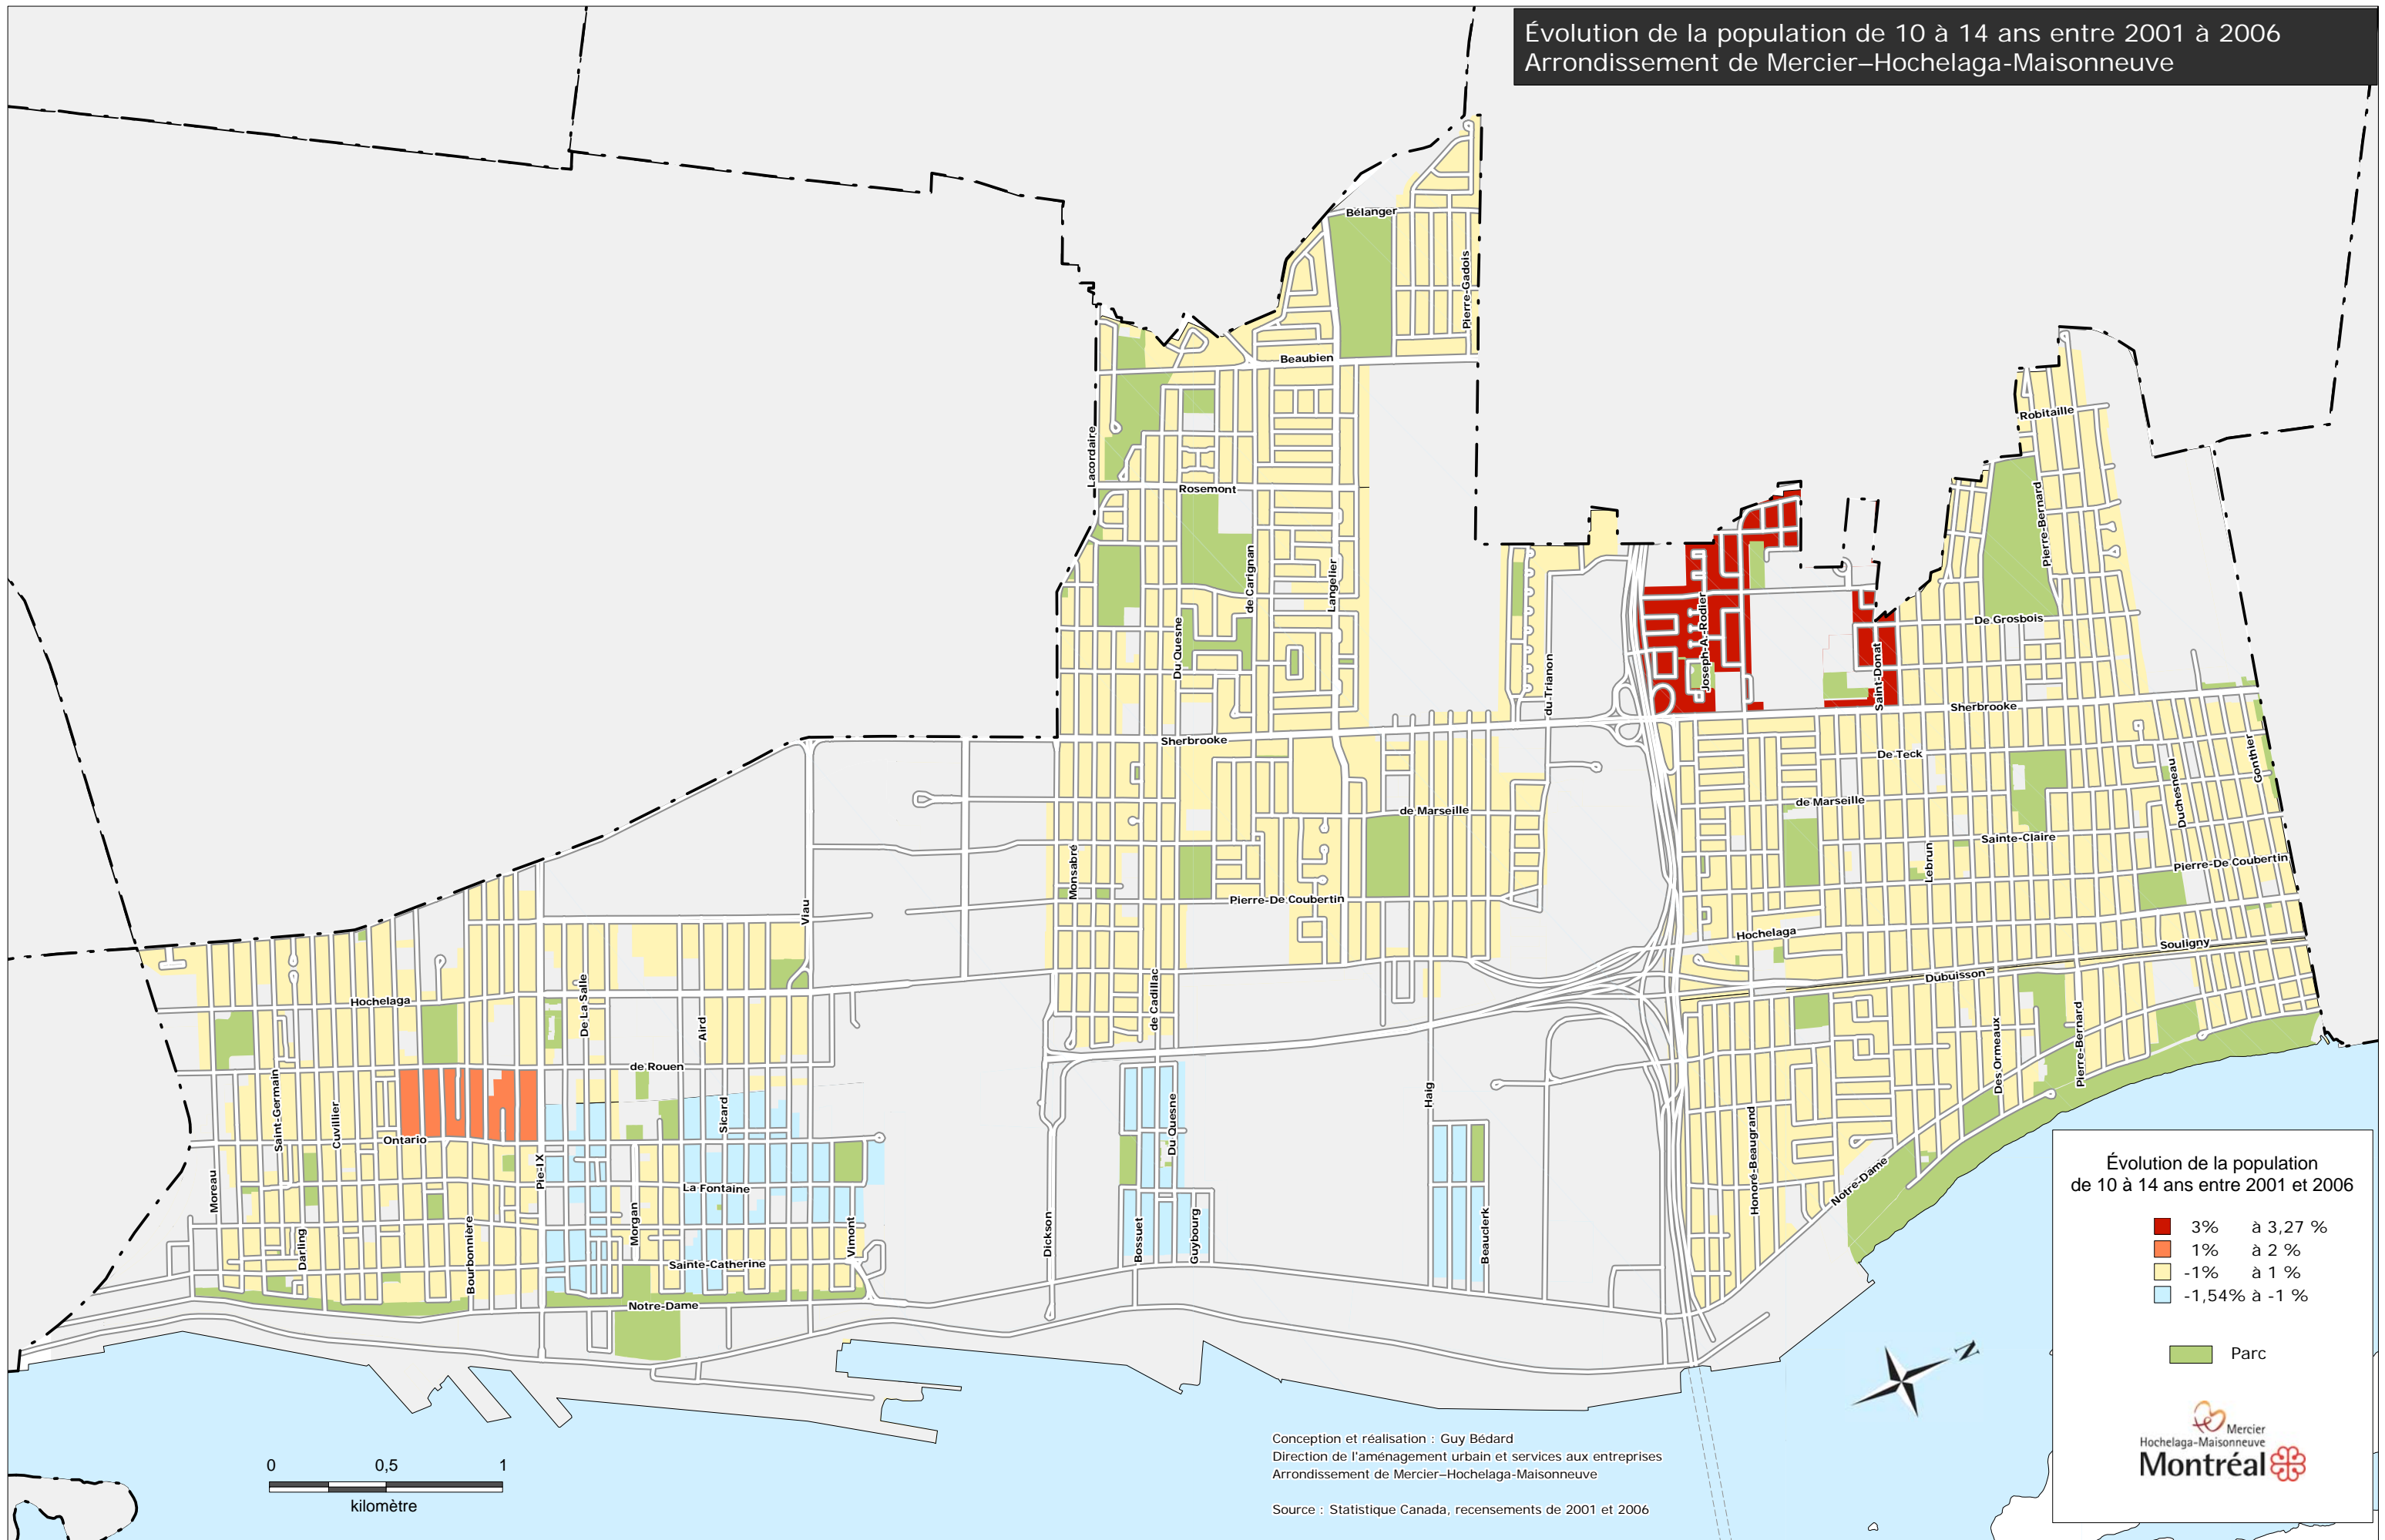 Évolution de la population de 10 à 14 ans entre 2001 à 2006
Arrondissement de Mercier–Hochelaga-Maisonneuve
Bélanger
Pierre-Gadois
Beaubien
Lacordaire
Rosemont
de Carignan
Langelier
Du Quesne
du Trianon
Joseph-A.-Rodier
Saint-Donat
Robitaille
Pierre-Bernard
De Grosbois
Sherbrooke
Sherbrooke
De Teck
Gonthier
Duchesneau
de Marseille
de Marseille
Sainte-Claire
Lebrun
Pierre-De Coubertin
Monsabré
Pierre-De Coubertin
Viau
Hochelaga
Souligny
Dubuisson
de Cadillac
Hochelaga
De La Salle
Aird
de Rouen
Saint-Germain
Cuvillier
Ontario
Sicard
Du Quesne
Haig
Des Ormeaux
Pierre-Bernard
Honoré-Beaugrand
Notre-Dame
Moreau
Pie-IX
La Fontaine
Darling
Bourbonnière
Morgan
Vimont
Sainte-Catherine
Notre-Dame
Dickson
Bossuet
Guybourg
Beauclerk
Évolution de la population
de 10 à 14 ans entre 2001 et 2006
3% à 3,27 %
1% à 2 %
-1% à 1 %
-1,54% à -1 %
Parc
Mercier
Hochelaga-Maisonneuve
Montréal
N
0 0,5 1
kilomètre
Conception et réalisation : Guy Bédard
Direction de l'aménagement urbain et services aux entreprises
Arrondissement de Mercier–Hochelaga-Maisonneuve
Source : Statistique Canada, recensements de 2001 et 2006